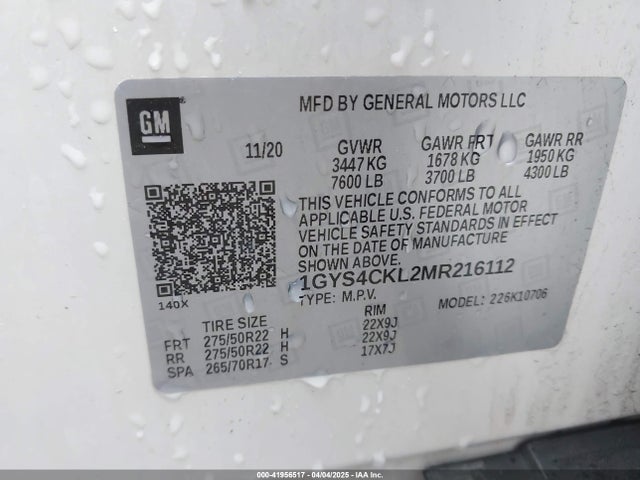 GM
MFD BY GENERAL MOTORS LLC
11/20 GVWR GAWR FRT GAWR RR
3447 KG 1678 KG 1950 KG
7600 LB 3700 LB 4300 LB
THIS VEHICLE CONFORMS TO ALL
APPLICABLE U.S. FEDERAL MOTOR
VEHICLE SAFETY STANDARDS IN EFFECT
ON THE DATE OF MANUFACTURE
SHOWN ABOVE.
1GYS4CKL2MR216112
TYPE: M.P.V. MODEL: 226K10706
140X
TIRE SIZE RIM
FRT 275/50R22 H 22X9J
RR 275/50R22 H 22X9J
SPA 265/70R17 S 17X7J
000-41956517 - 04/04/2025 - IAA Inc.